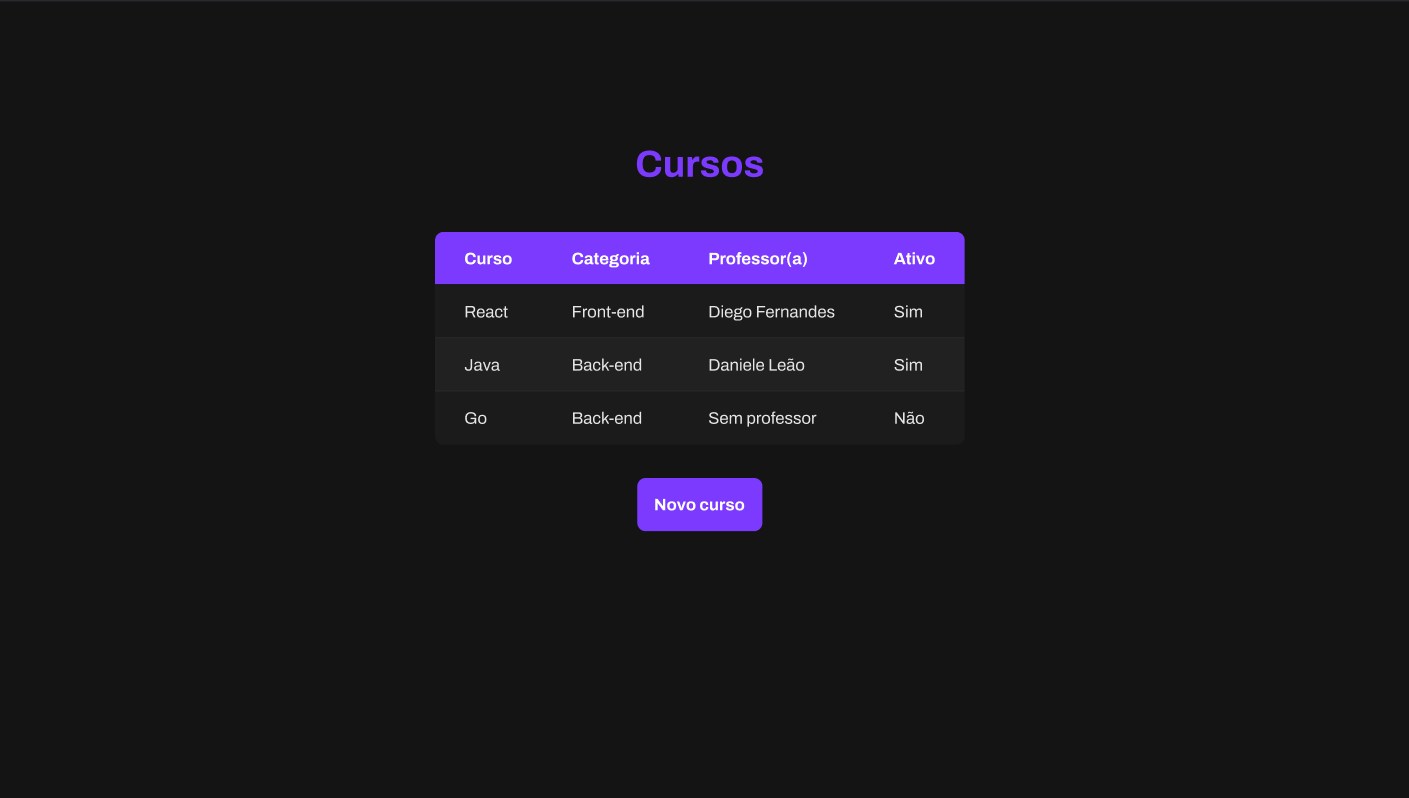 Cursos
Curso Categoria Professor(a) Ativo
React Front-end Diego Fernandes Sim
Java Back-end Daniele Leão Sim
Go Back-end Sem professor Não
Novo curso